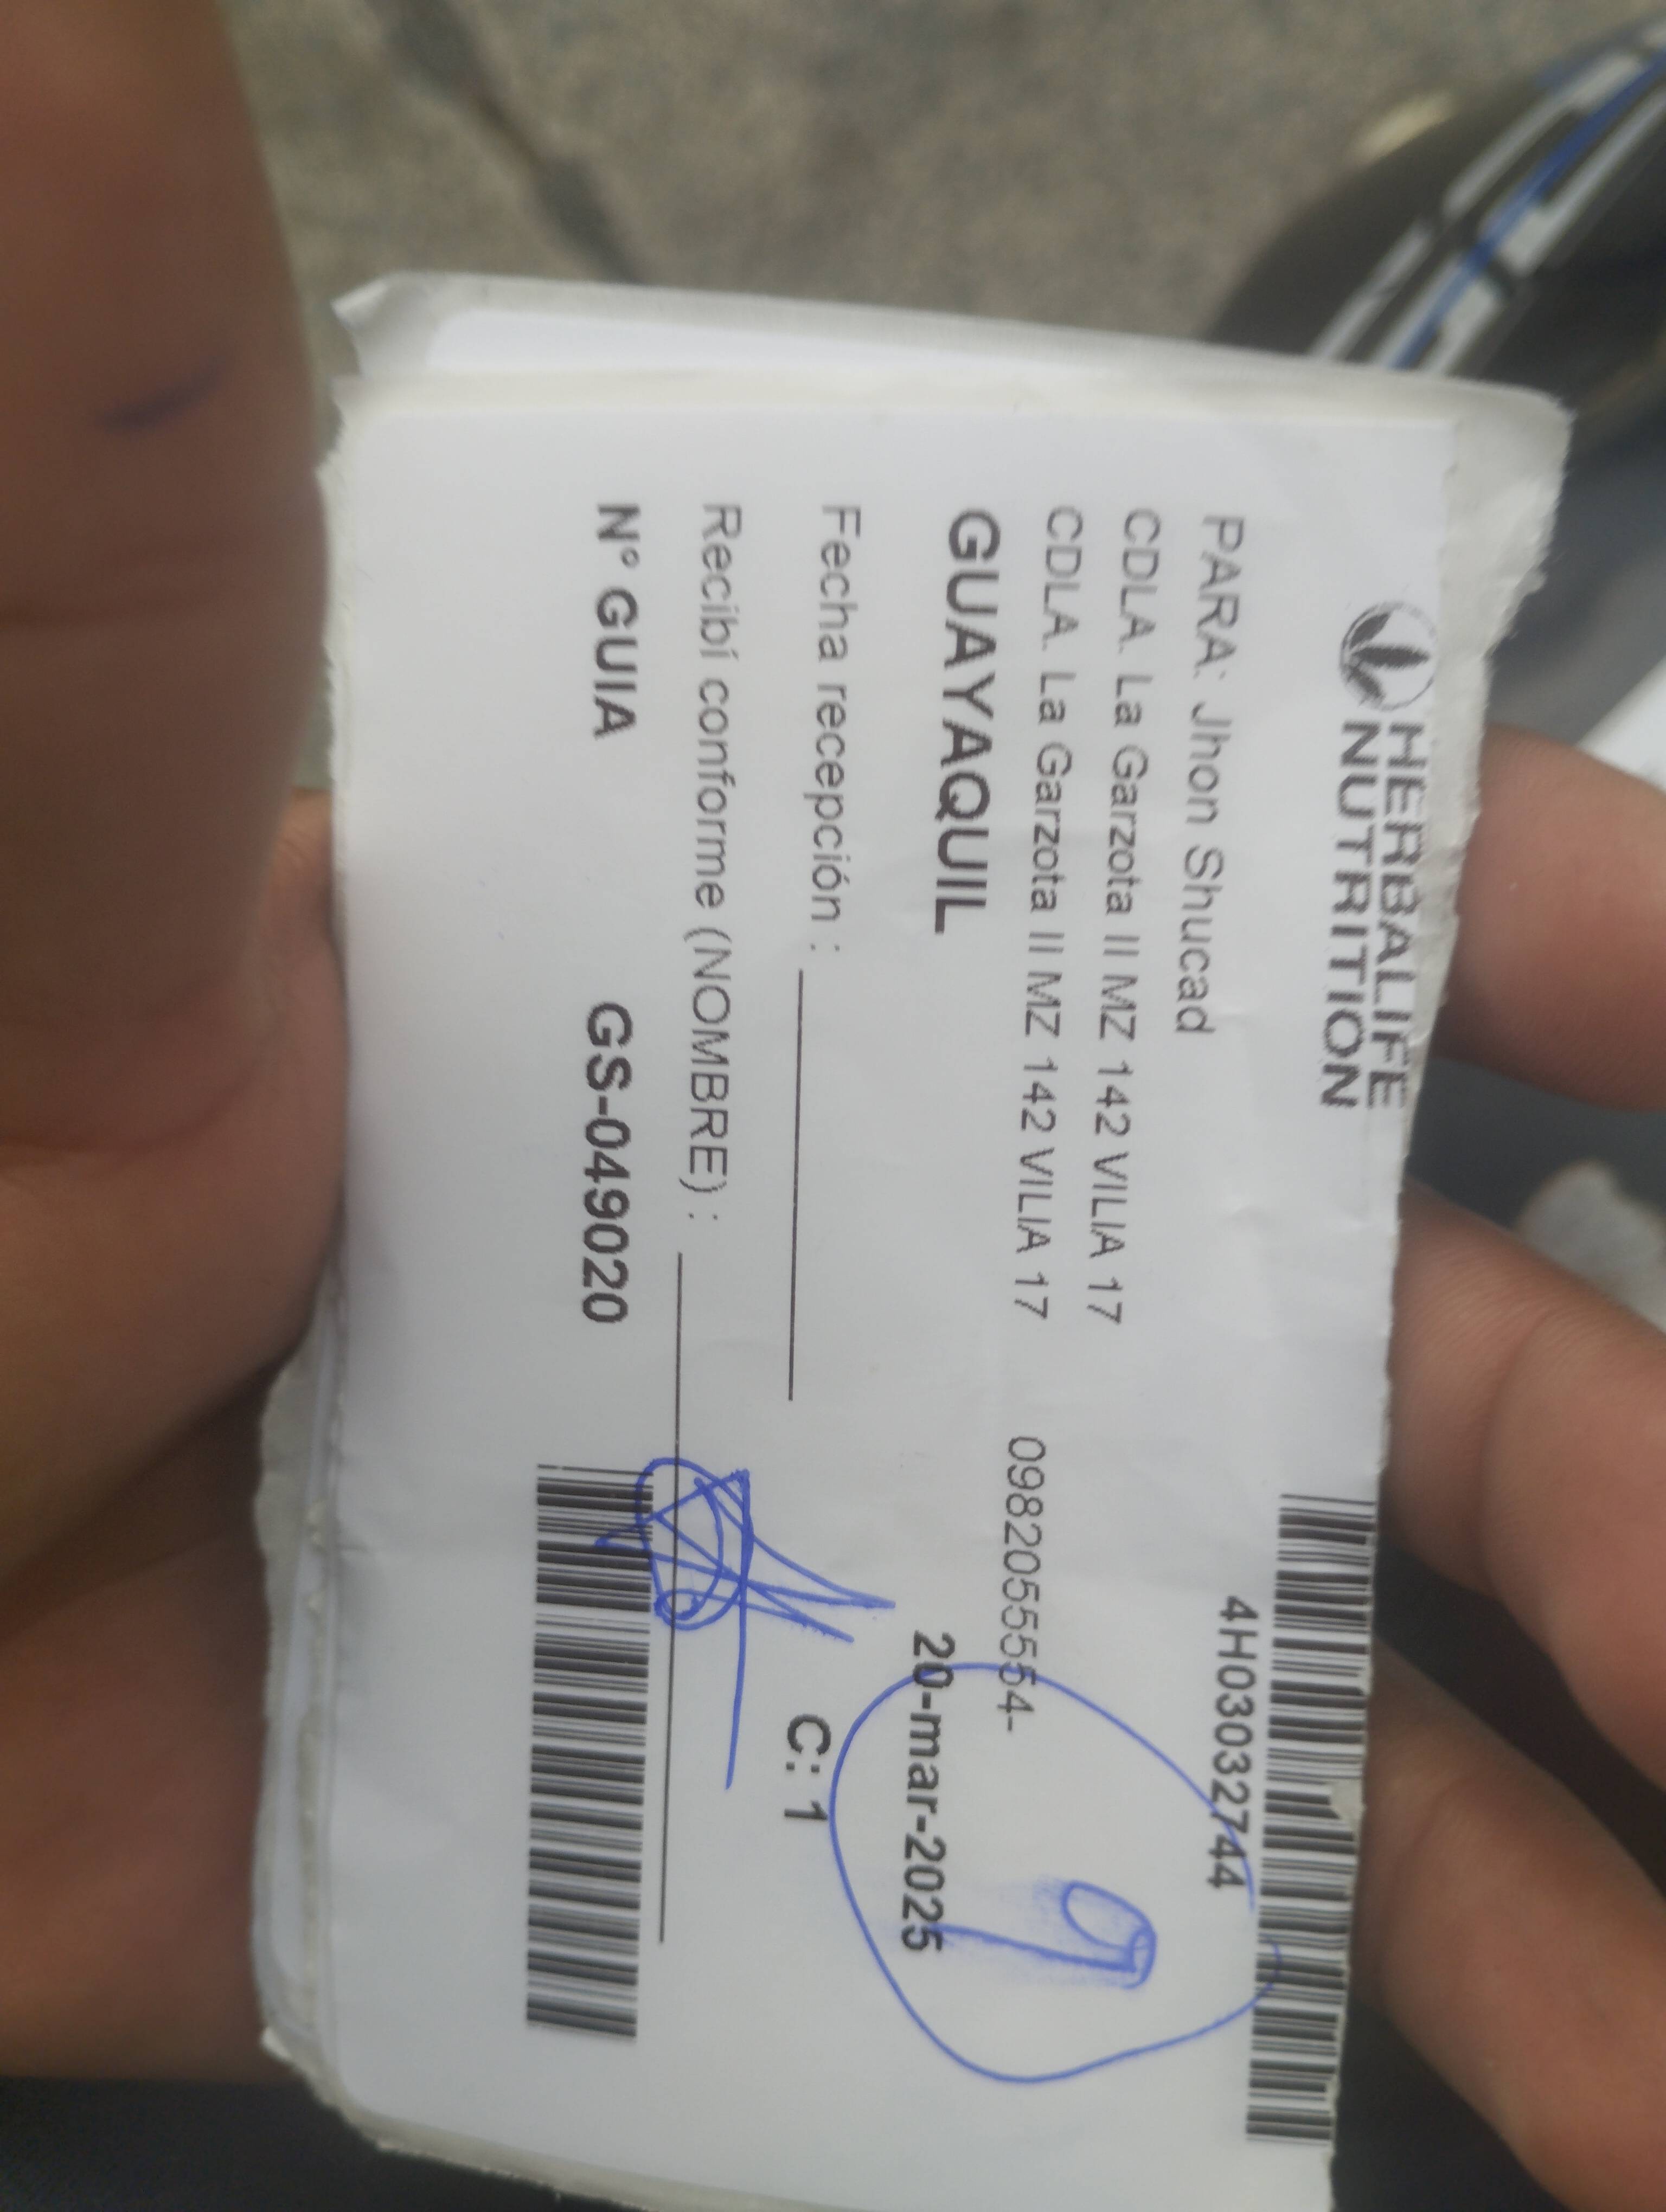 HERBALIFE
NUTRITION
4H03032744
PARA: Jhon Shucad
CDLA. La Garzota II MZ 142 VILIA 17
CDLA. La Garzota II MZ 142 VILIA 17 0982055554-
9
GUAYAQUIL 20-mar-2025
Fecha recepción : C: 1
Recibí conforme (NOMBRE) :
N° GUIA GS-049020